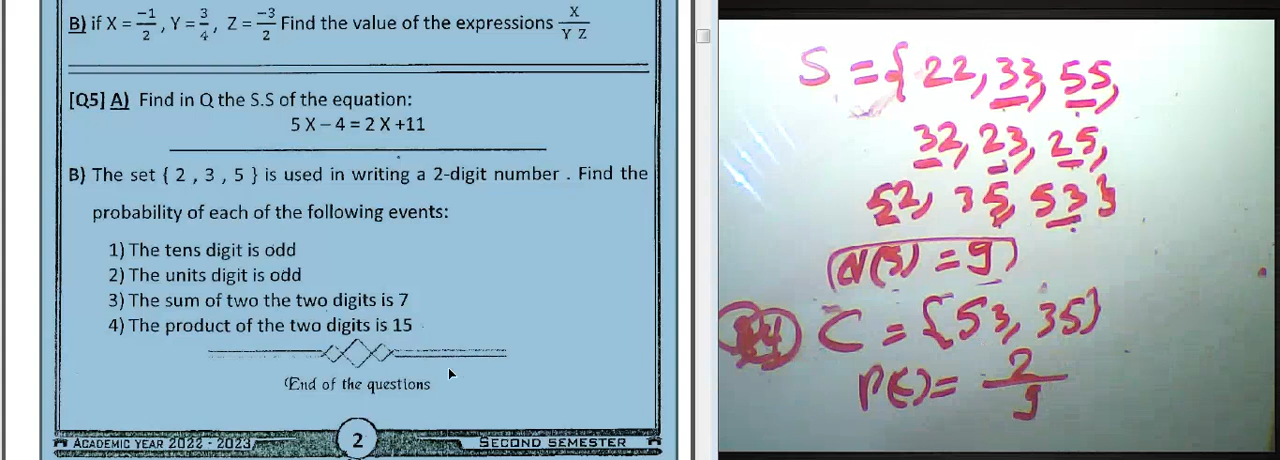 B) if X = −1/2 , Y = 3/4 , Z = −3/2 Find the value of the expressions X/Y Z
[Q5] A) Find in Q the S.S of the equation:
5 X – 4 = 2 X +11
B) The set { 2 , 3 , 5 } is used in writing a 2-digit number . Find the
probability of each of the following events:
1) The tens digit is odd
2) The units digit is odd
3) The sum of two the two digits is 7
4) The product of the two digits is 15
End of the questions
ACADEMIC YEAR 2022 - 2023
2
SECOND SEMESTER
S = { 22, 33, 55,
32, 23, 25,
52, 35, 53 }
N(S) = 9
C = { 53, 35 }
P(C) = 2/9